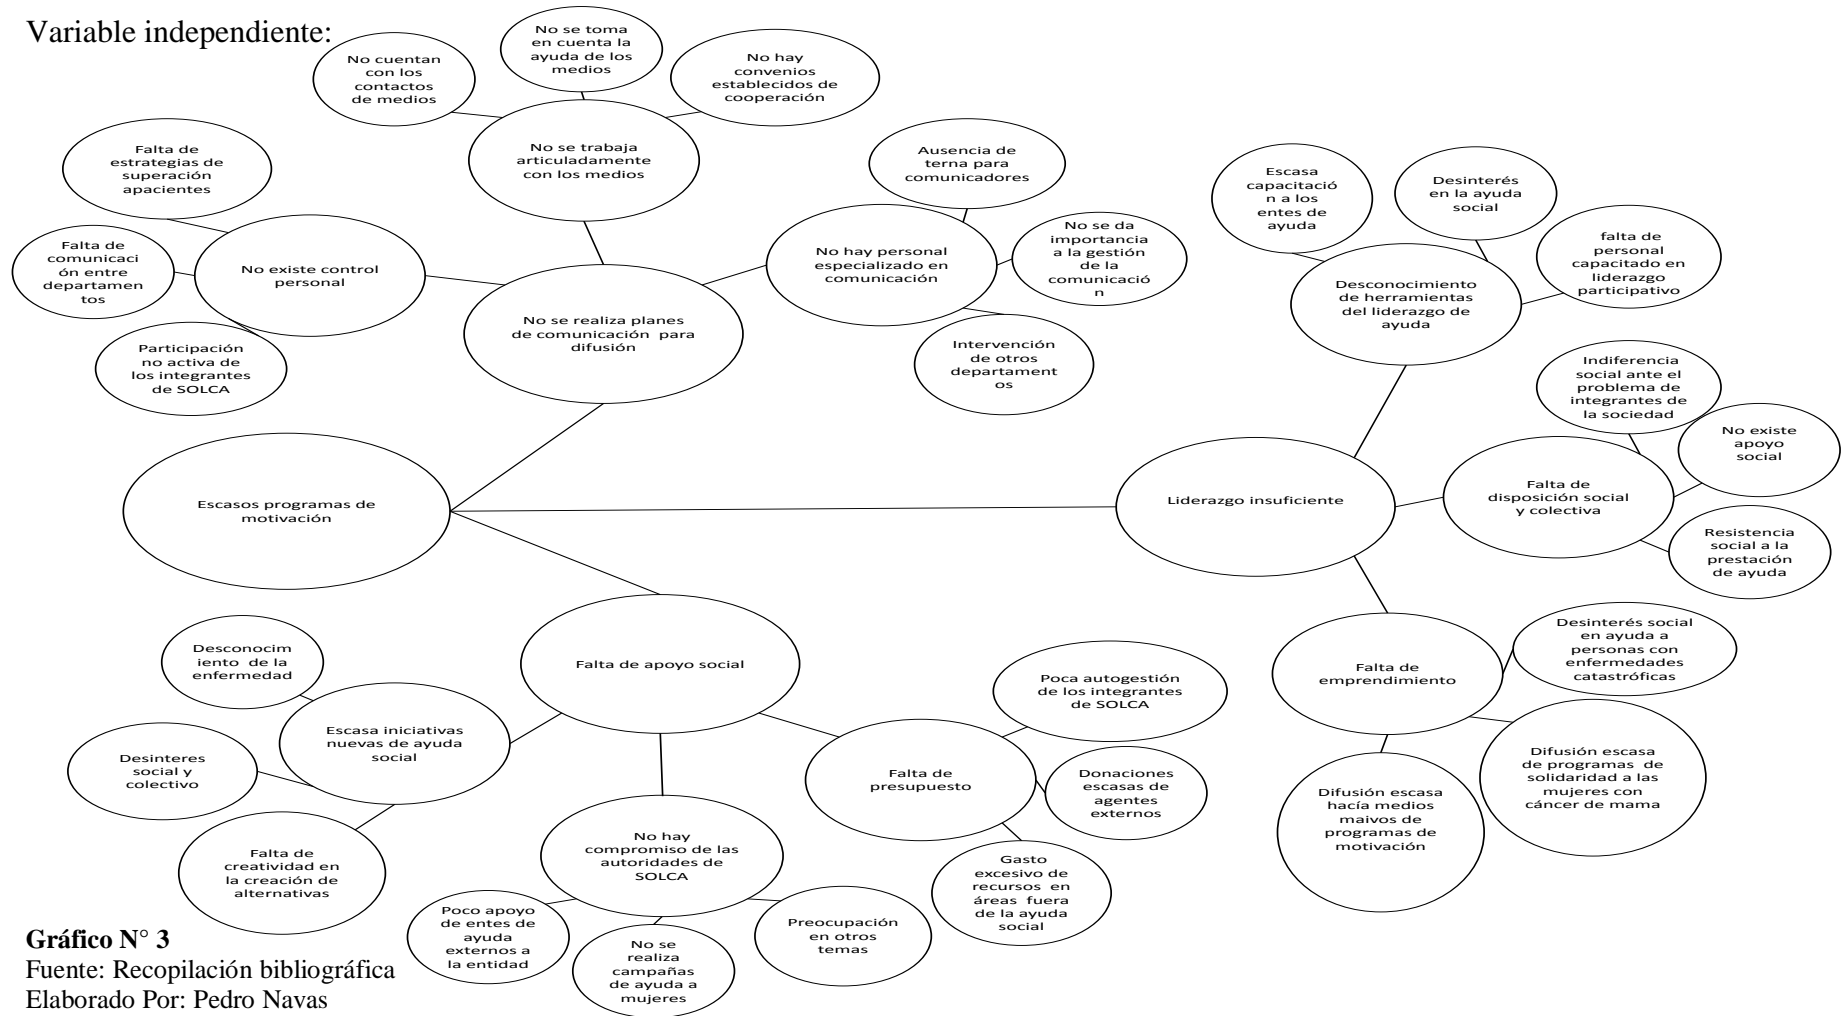 Variable independiente:
No cuentan
con los
contactos
de medios
No se toma
en cuenta la
ayuda de los
medios
No hay
convenios
establecidos de
cooperación
No se trabaja
articuladamente
con los medios
Falta de
estrategias de
superación
apacientes
Falta de
comunicaci
ón entre
departamen
tos
Participación
no activa de
los integrantes
de SOLCA
No existe control
personal
No se realiza planes
de comunicación para
difusión
Ausencia de
terna para
comunicadores
No hay personal
especializado en
comunicación
No se da
importancia
a la gestión
de la
comunicació
n
Intervención
de otros
departament
os
Escasa
capacitació
n a los
entes de
ayuda
Desinterés
en la ayuda
social
falta de
personal
capacitado en
liderazgo
participativo
Desconocimiento
de herramientas
del liderazgo de
ayuda
Indiferencia
social ante el
problema de
integrantes de
la sociedad
No existe
apoyo
social
Falta de
disposición social
y colectiva
Resistencia
social a la
prestación
de ayuda
Escasos programas de
motivación
Liderazgo insuficiente
Falta de apoyo social
Desconocim
iento de la
enfermedad
Escasa iniciativas
nuevas de ayuda
social
Desinteres
social y
colectivo
Falta de
creatividad en
la creación de
alternativas
No hay
compromiso de las
autoridades de
SOLCA
Poco apoyo
de entes de
ayuda
externos a
la entidad
No se
realiza
campañas
de ayuda a
mujeres
Preocupación
en otros
temas
Falta de
presupuesto
Poca autogestión
de los integrantes
de SOLCA
Donaciones
escasas de
agentes
externos
Gasto
excesivo de
recursos en
áreas fuera
de la ayuda
social
Falta de
emprendimiento
Desinterés social
en ayuda a
personas con
enfermedades
catastróficas
Difusión escasa
de programas de
solidaridad a las
mujeres con
cáncer de mama
Difusión escasa
hacía medios
maivos de
programas de
motivación
Gráfico N° 3
Fuente: Recopilación bibliográfica
Elaborado Por: Pedro Navas